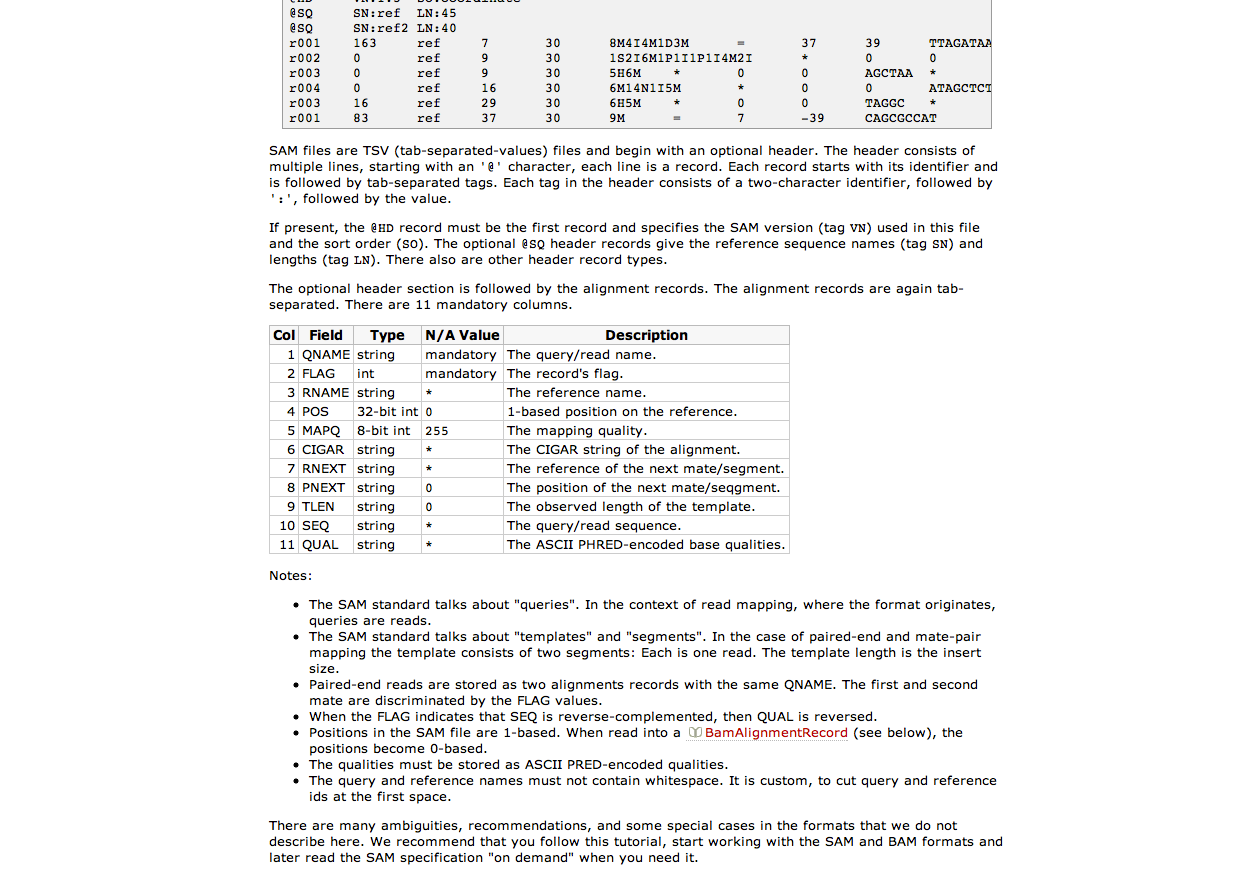 @SQ SN:ref LN:45
@SQ SN:ref2 LN:40
r001 163 ref 7 30 8M4I4M1D3M = 37 39 TTAGATAA
r002 0 ref 9 30 1S2I6M1P1I1P1I4M2I * 0 0
r003 0 ref 9 30 5H6M * 0 0 AGCTAA *
r004 0 ref 16 30 6M14N1I5M * 0 0 ATAGCTCT
r003 16 ref 29 30 6H5M * 0 0 TAGGC *
r001 83 ref 37 30 9M = 7 -39 CAGCGCCAT
SAM files are TSV (tab-separated-values) files and begin with an optional header. The header consists of
multiple lines, starting with an '@' character, each line is a record. Each record starts with its identifier and
is followed by tab-separated tags. Each tag in the header consists of a two-character identifier, followed by
':', followed by the value.
If present, the @HD record must be the first record and specifies the SAM version (tag VN) used in this file
and the sort order (SO). The optional @SQ header records give the reference sequence names (tag SN) and
lengths (tag LN). There also are other header record types.
The optional header section is followed by the alignment records. The alignment records are again tab-
separated. There are 11 mandatory columns.
Col Field Type N/A Value Description
1 QNAME string mandatory The query/read name.
2 FLAG int mandatory The record's flag.
3 RNAME string * The reference name.
4 POS 32-bit int 0 1-based position on the reference.
5 MAPQ 8-bit int 255 The mapping quality.
6 CIGAR string * The CIGAR string of the alignment.
7 RNEXT string * The reference of the next mate/segment.
8 PNEXT string 0 The position of the next mate/seqgment.
9 TLEN string 0 The observed length of the template.
10 SEQ string * The query/read sequence.
11 QUAL string * The ASCII PHRED-encoded base qualities.
Notes:
• The SAM standard talks about "queries". In the context of read mapping, where the format originates,
queries are reads.
• The SAM standard talks about "templates" and "segments". In the case of paired-end and mate-pair
mapping the template consists of two segments: Each is one read. The template length is the insert
size.
• Paired-end reads are stored as two alignments records with the same QNAME. The first and second
mate are discriminated by the FLAG values.
• When the FLAG indicates that SEQ is reverse-complemented, then QUAL is reversed.
• Positions in the SAM file are 1-based. When read into a BamAlignmentRecord (see below), the
positions become 0-based.
• The qualities must be stored as ASCII PRED-encoded qualities.
• The query and reference names must not contain whitespace. It is custom, to cut query and reference
ids at the first space.
There are many ambiguities, recommendations, and some special cases in the formats that we do not
describe here. We recommend that you follow this tutorial, start working with the SAM and BAM formats and
later read the SAM specification "on demand" when you need it.